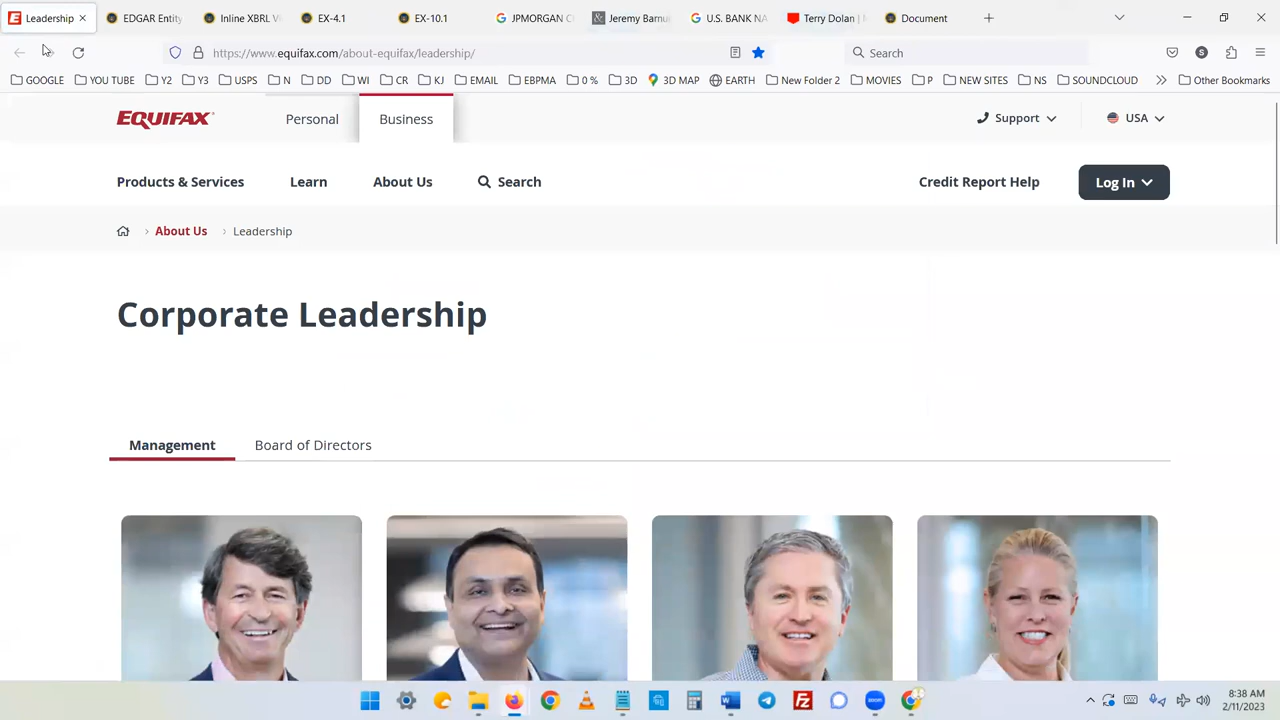 Leadership
EDGAR Entity
Inline XBRL V
EX-4.1
EX-10.1
JPMORGAN C
Jeremy Barnu
U.S. BANK NA
Terry Dolan |
Document
https://www.equifax.com/about-equifax/leadership/
Search
GOOGLE
YOU TUBE
Y2
Y3
USPS
N
DD
WI
CR
KJ
EMAIL
EBPMA
0 %
3D
3D MAP
EARTH
New Folder 2
MOVIES
P
NEW SITES
NS
SOUNDCLOUD
Other Bookmarks
EQUIFAX
Personal
Business
Support
USA
Products & Services
Learn
About Us
Search
Credit Report Help
Log In
About Us
Leadership
Corporate Leadership
Management
Board of Directors
8:38 AM
2/11/2023